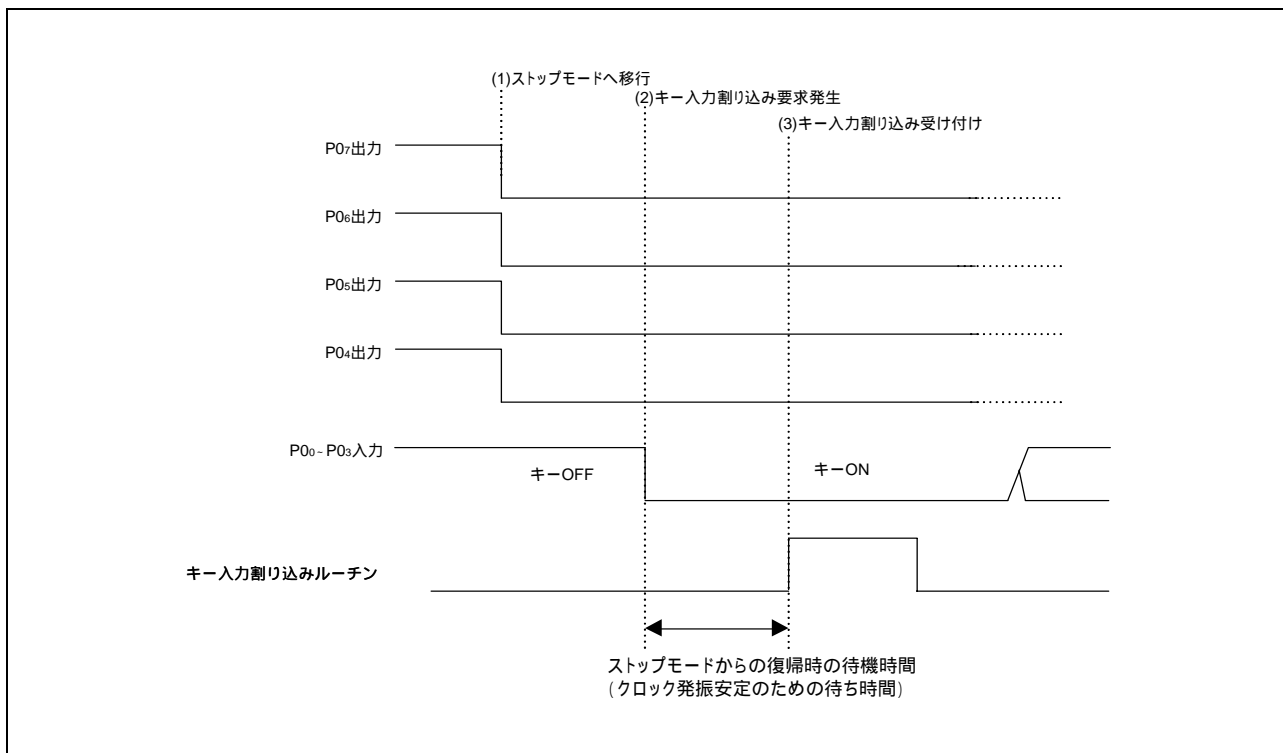 (1)ストップモードへ移行
(2)キー入力割り込み要求発生
(3)キー入力割り込み受け付け
P07出力
P06出力
P05出力
P04出力
P00~P03入力
キーOFF
キーON
キー入力割り込みルーチン
ストップモードからの復帰時の待機時間
(クロック発振安定のための待ち時間)